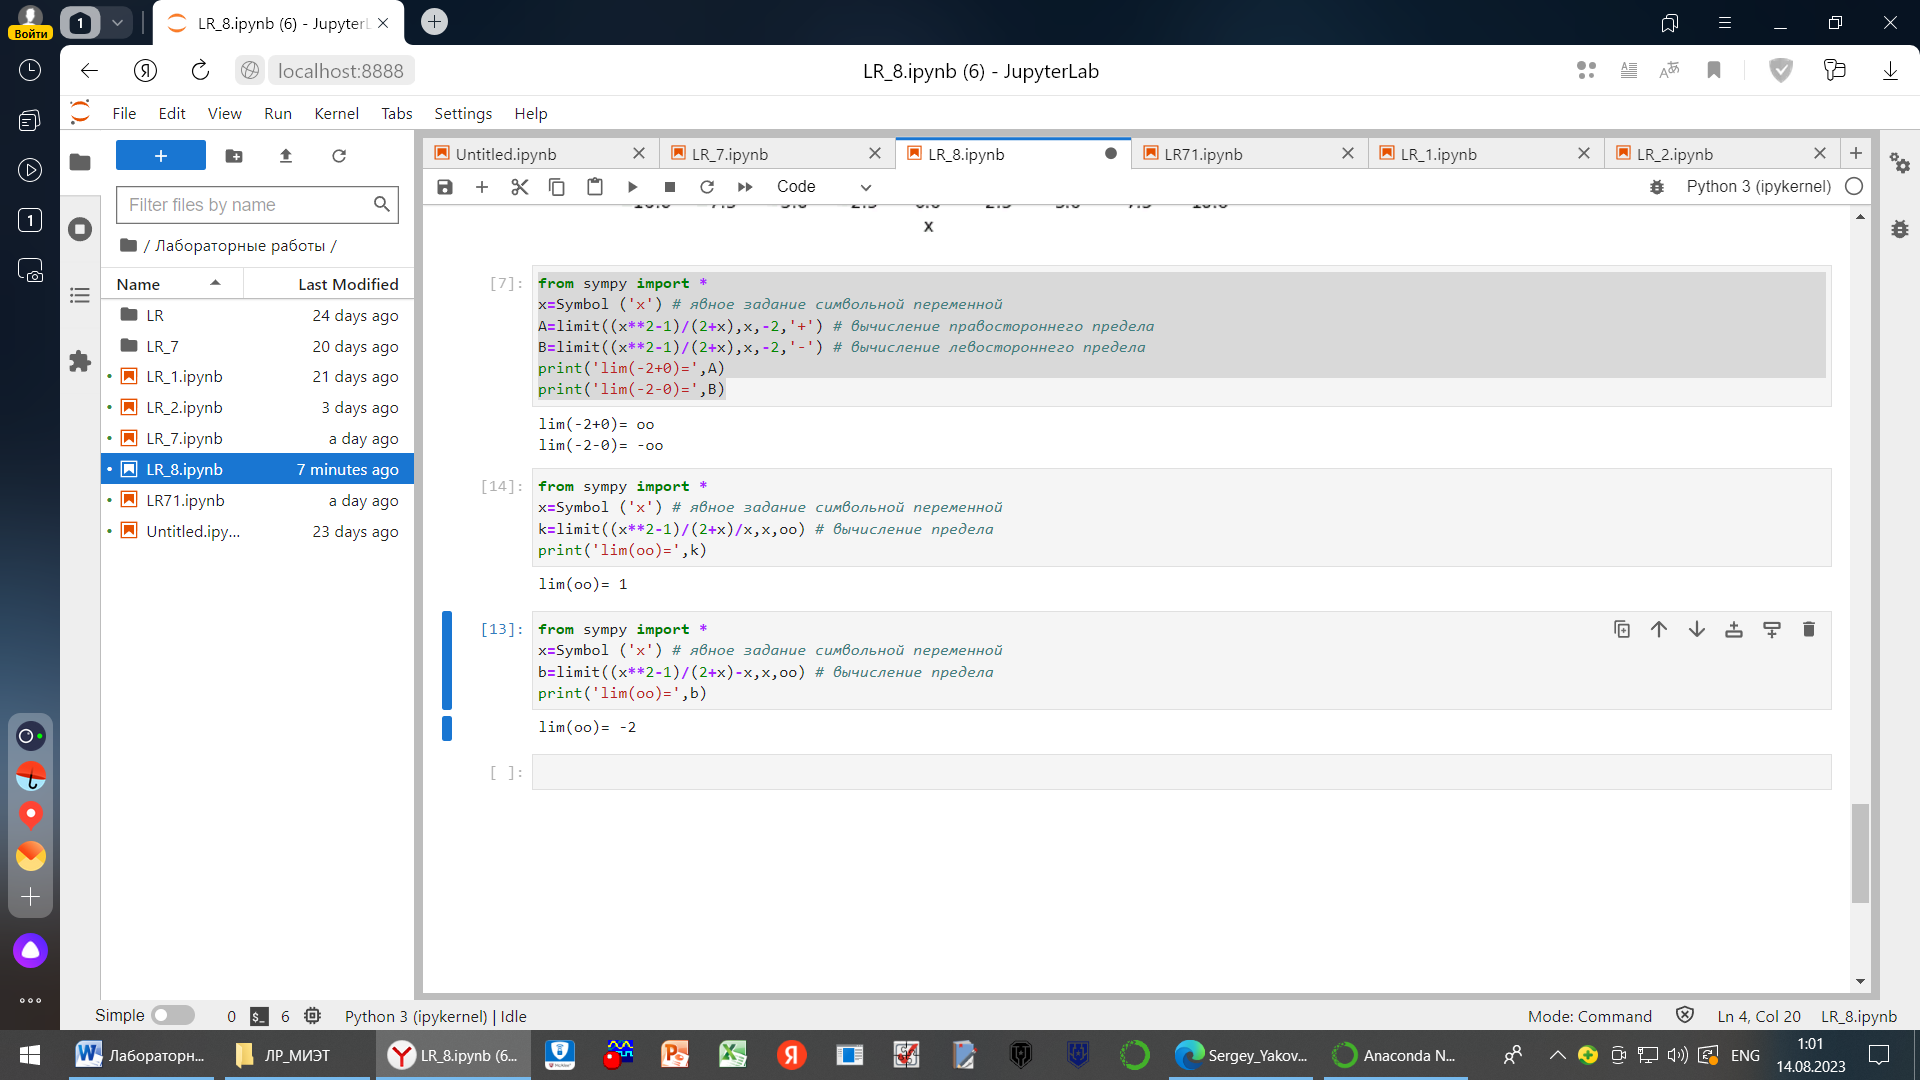 Войти
1
LR_8.ipynb (6) - JupyterL
localhost:8888
LR_8.ipynb (6) - JupyterLab
File Edit View Run Kernel Tabs Settings Help
1
Filter files by name
/ Лабораторные работы /
Name Last Modified
LR 24 days ago
LR_7 20 days ago
LR_1.ipynb 21 days ago
LR_2.ipynb 3 days ago
LR_7.ipynb a day ago
LR_8.ipynb 7 minutes ago
LR71.ipynb a day ago
Untitled.ipy... 23 days ago
Untitled.ipynb LR_7.ipynb LR_8.ipynb LR71.ipynb LR_1.ipynb LR_2.ipynb
Code Python 3 (ipykernel)
x
[7]: from sympy import *
x=Symbol ('x') # явное задание символьной переменной
A=limit((x**2-1)/(2+x),x,-2,'+') # вычисление правостороннего предела
B=limit((x**2-1)/(2+x),x,-2,'-') # вычисление левостороннего предела
print('lim(-2+0)=',A)
print('lim(-2-0)=',B)
lim(-2+0)= oo
lim(-2-0)= -oo
[14]: from sympy import *
x=Symbol ('x') # явное задание символьной переменной
k=limit((x**2-1)/(2+x)/x,x,oo) # вычисление предела
print('lim(oo)=',k)
lim(oo)= 1
[13]: from sympy import *
x=Symbol ('x') # явное задание символьной переменной
b=limit((x**2-1)/(2+x)-x,x,oo) # вычисление предела
print('lim(oo)=',b)
lim(oo)= -2
[ ]:
Simple 0 $_ 6 Python 3 (ipykernel) | Idle Mode: Command Ln 4, Col 20 LR_8.ipynb
Лабораторн... ЛР_МИЭТ LR_8.ipynb (6... Sergey_Yakov... Anaconda N... ENG 1:01
14.08.2023